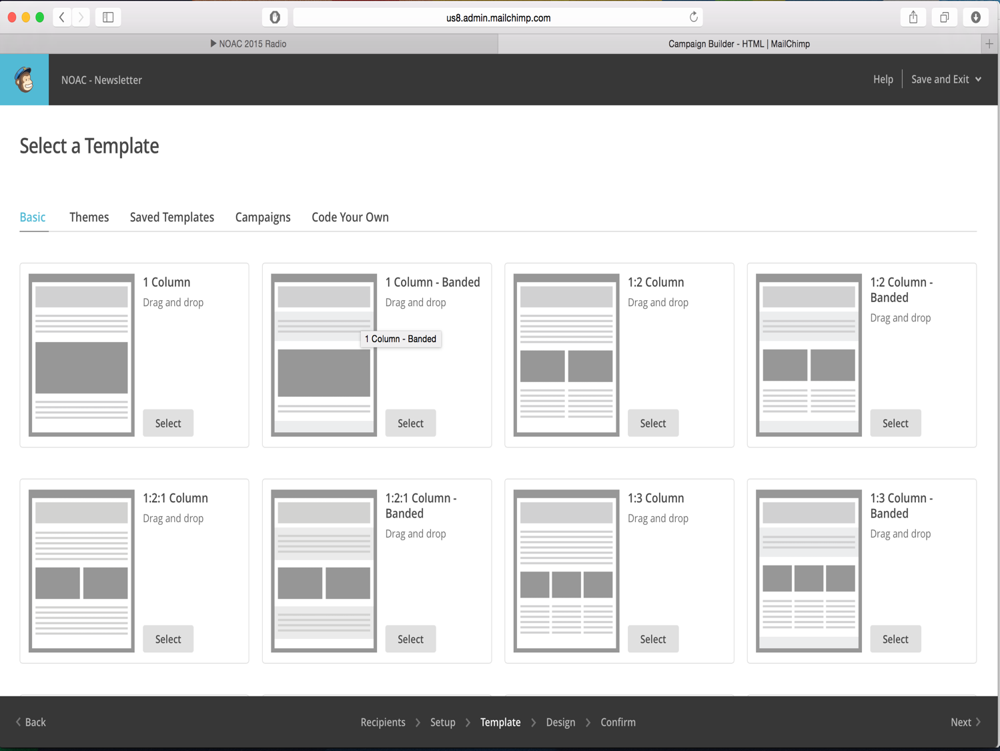 us8.admin.mailchimp.com
NOAC 2015 Radio
Campaign Builder - HTML | MailChimp
NOAC - Newsletter
Help
Save and Exit
Select a Template
Basic
Themes
Saved Templates
Campaigns
Code Your Own
1 Column
Drag and drop
Select
1 Column - Banded
Drag and drop
1 Column - Banded
Select
1:2 Column
Drag and drop
Select
1:2 Column -
Banded
Drag and drop
Select
1:2:1 Column
Drag and drop
Select
1:2:1 Column -
Banded
Drag and drop
Select
1:3 Column
Drag and drop
Select
1:3 Column -
Banded
Drag and drop
Select
Back
Recipients
Setup
Template
Design
Confirm
Next